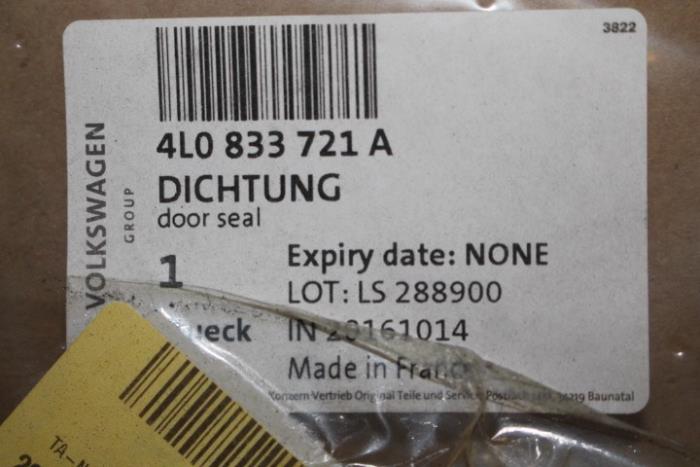 3822
VOLKSWAGEN
GROUP
4L0 833 721 A
DICHTUNG
door seal
1
Expiry date: NONE
LOT: LS 288900
IN 20161014
Made in France
Konzern Vertrieb Original Teile und Service Baunatal
TA-